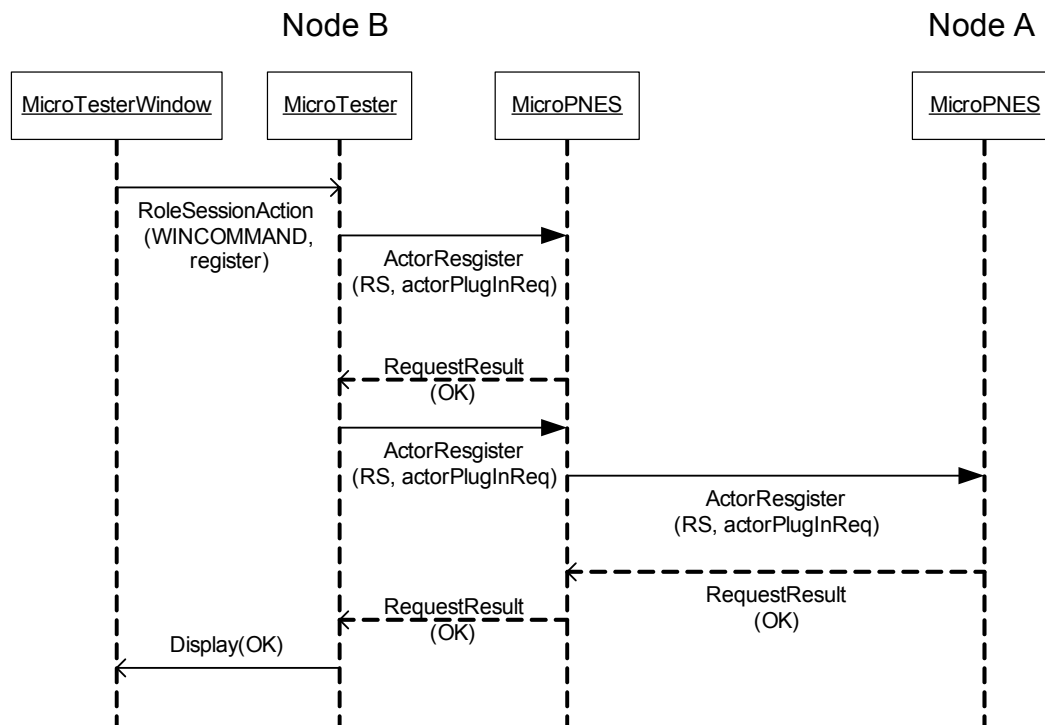 Node B
Node A
MicroTesterWindow
MicroTester
MicroPNES
MicroPNES
RoleSessionAction
(WINCOMMAND,
register)
ActorResgister
(RS, actorPlugInReq)
RequestResult
(OK)
ActorResgister
(RS, actorPlugInReq)
ActorResgister
(RS, actorPlugInReq)
RequestResult
(OK)
RequestResult
(OK)
Display(OK)